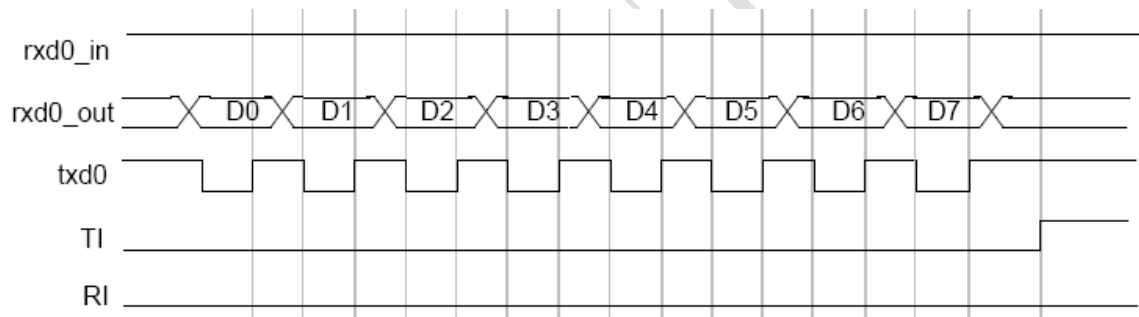 rxd0_in
rxd0_out D0 D1 D2 D3 D4 D5 D6 D7
txd0
TI
RI